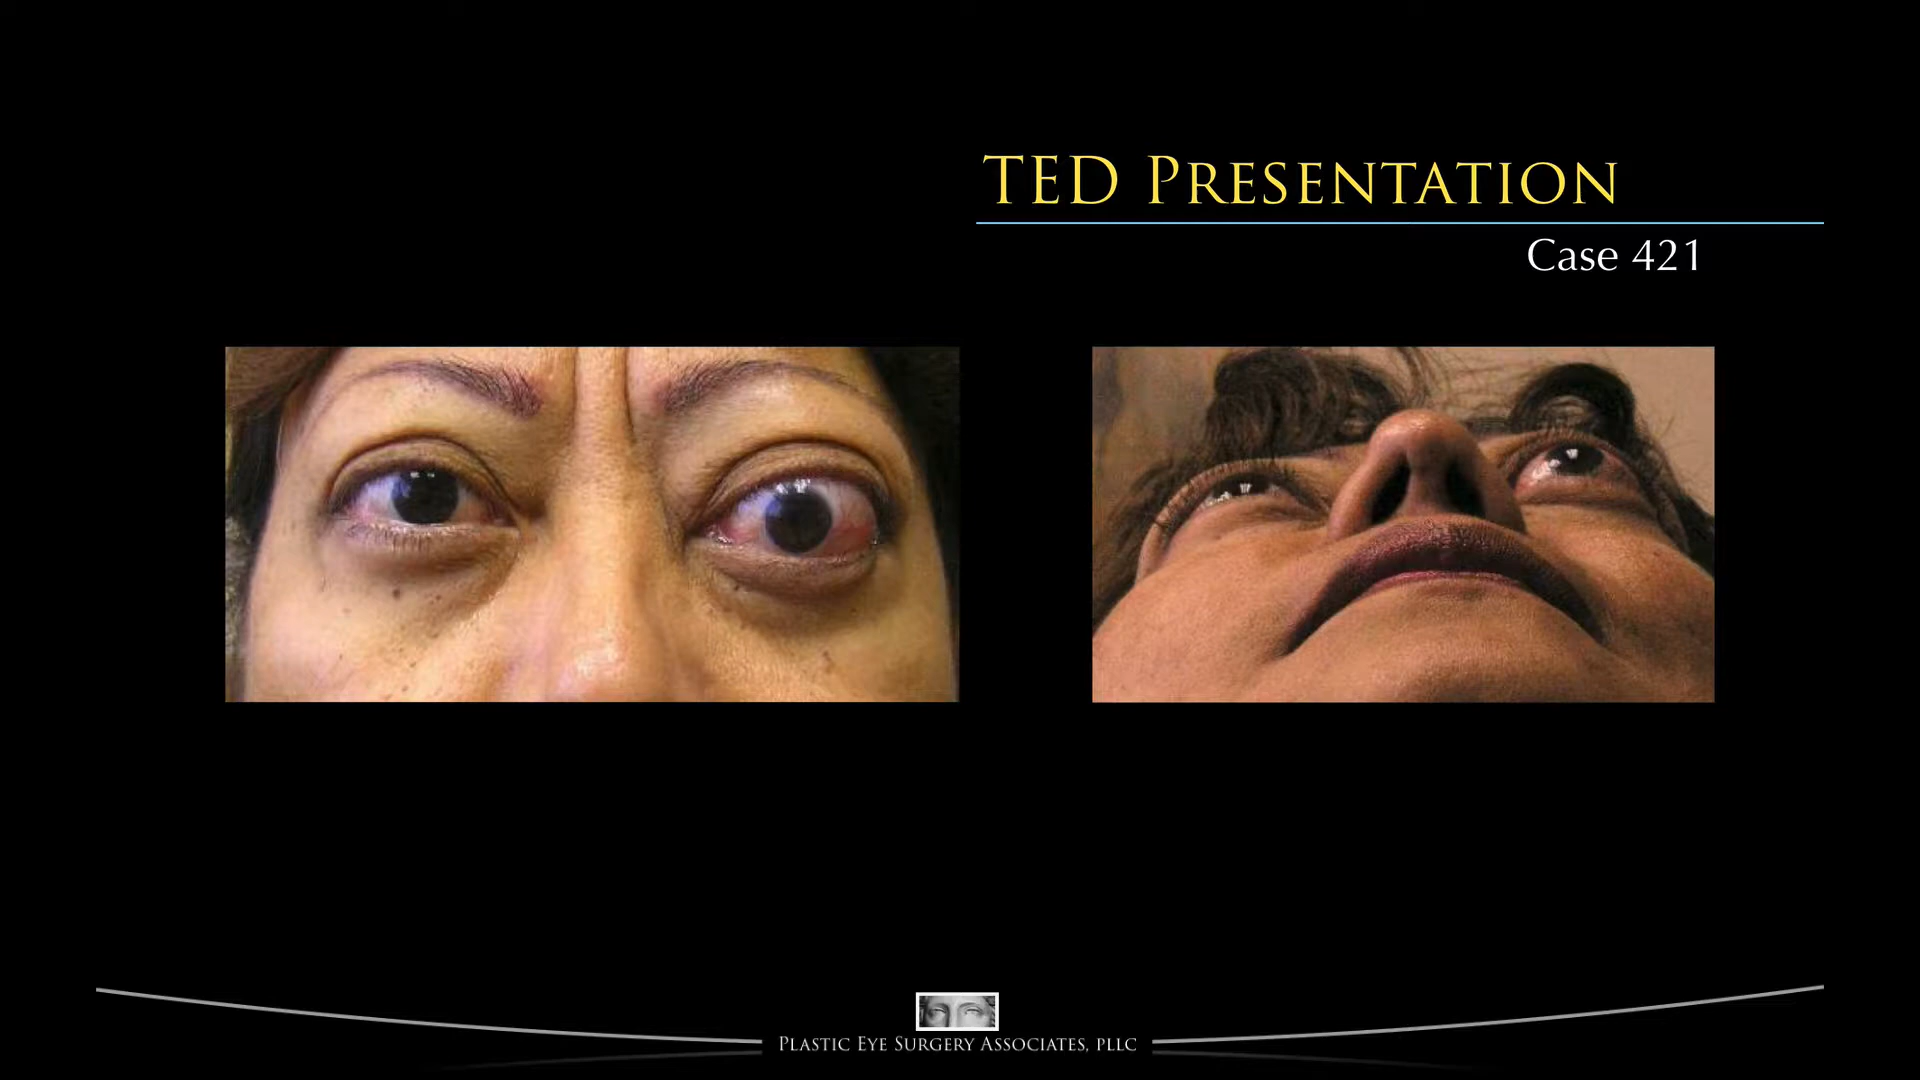 TED PRESENTATION
Case 421
PLASTIC EYE SURGERY ASSOCIATES, PLLC